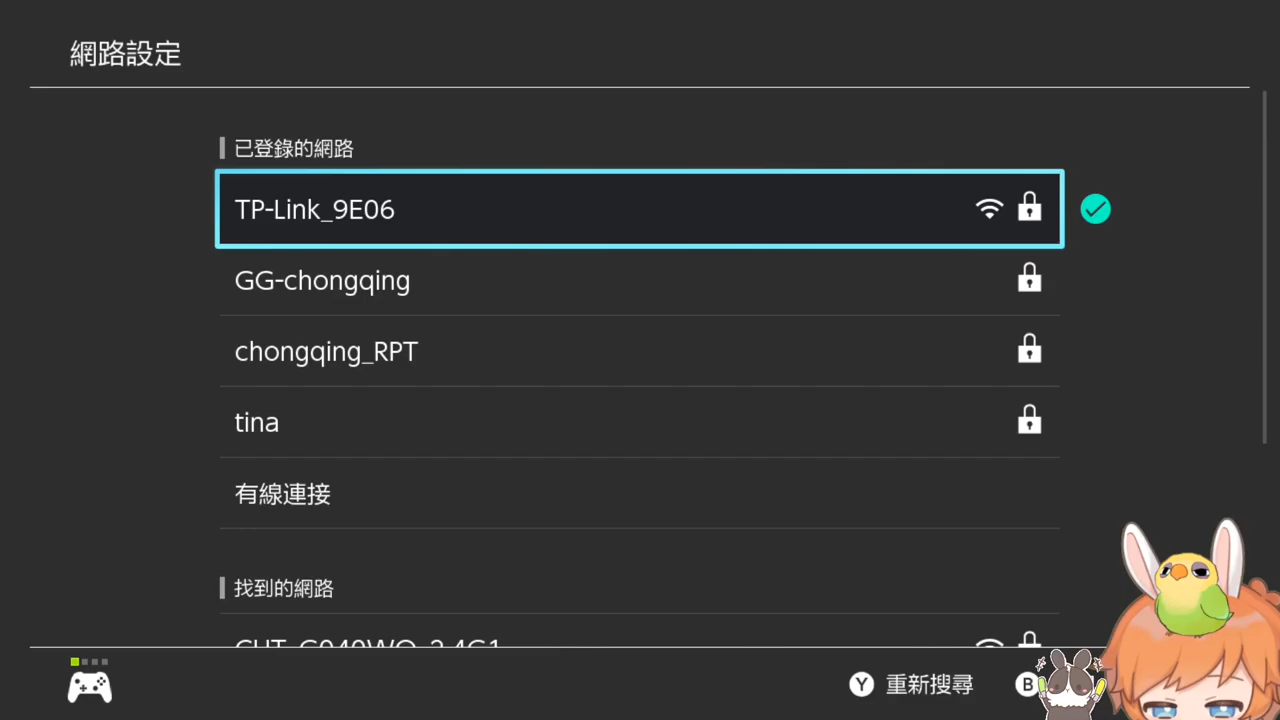 網路設定
已登錄的網路
TP-Link_9E06
GG-chongqing
chongqing_RPT
tina
有線連接
找到的網路
Y 重新搜尋
B